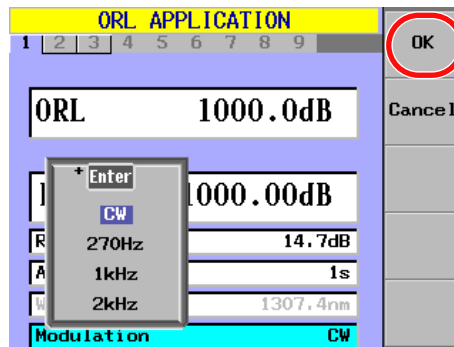 ORL APPLICATION
1 2 3 4 5 6 7 8 9
OK
ORL 1000.0dB
Cancel
+ Enter
1000.00dB
CW
R 14.7dB
270Hz
A 1s
1kHz
W 1307.4nm
2kHz
Modulation CW